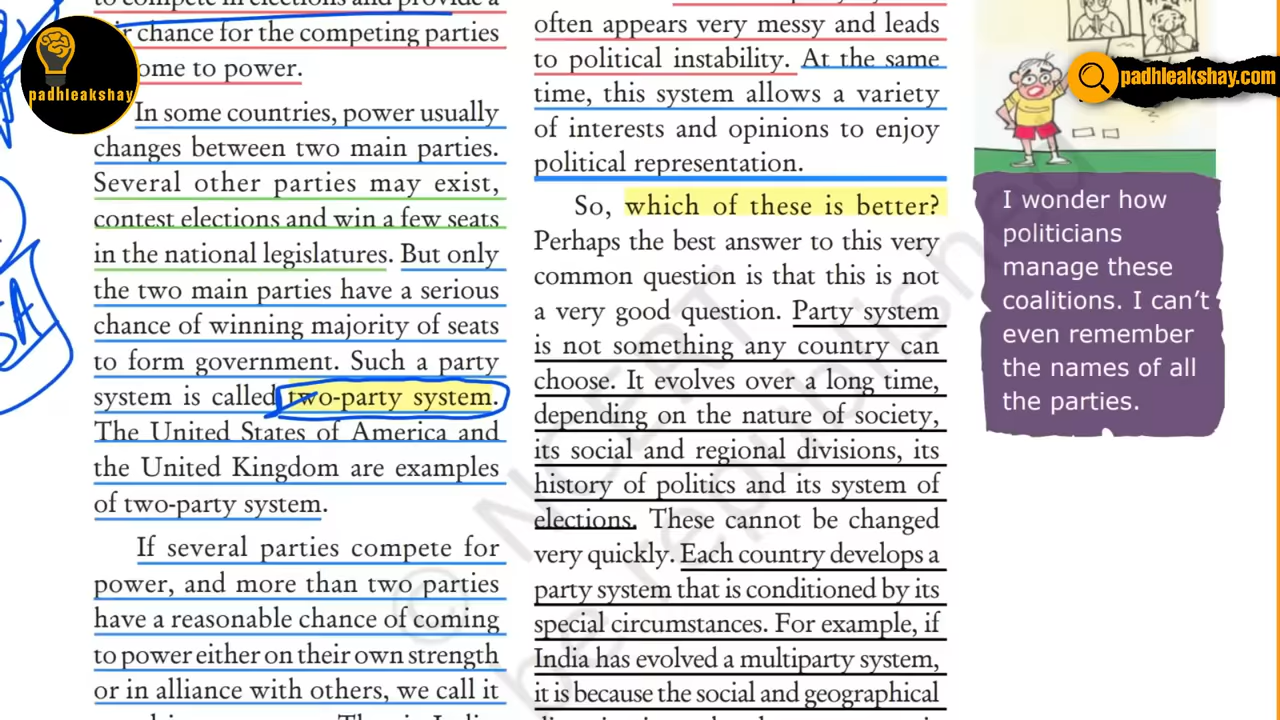 to compete in elections and provide a
chance for the competing parties
ome to power.
In some countries, power usually
changes between two main parties.
Several other parties may exist,
contest elections and win a few seats
in the national legislatures. But only
the two main parties have a serious
chance of winning majority of seats
to form government. Such a party
system is called two-party system.
The United States of America and
the United Kingdom are examples
of two-party system.
If several parties compete for
power, and more than two parties
have a reasonable chance of coming
to power either on their own strength
or in alliance with others, we call it
often appears very messy and leads
to political instability. At the same
time, this system allows a variety
of interests and opinions to enjoy
political representation.
So, which of these is better?
Perhaps the best answer to this very
common question is that this is not
a very good question. Party system
is not something any country can
choose. It evolves over a long time,
depending on the nature of society,
its social and regional divisions, its
history of politics and its system of
elections. These cannot be changed
very quickly. Each country develops a
party system that is conditioned by its
special circumstances. For example, if
India has evolved a multiparty system,
it is because the social and geographical
I wonder how
politicians
manage these
coalitions. I can't
even remember
the names of all
the parties.
padhleakshay
padhleakshay.com
© NCERT
be republished